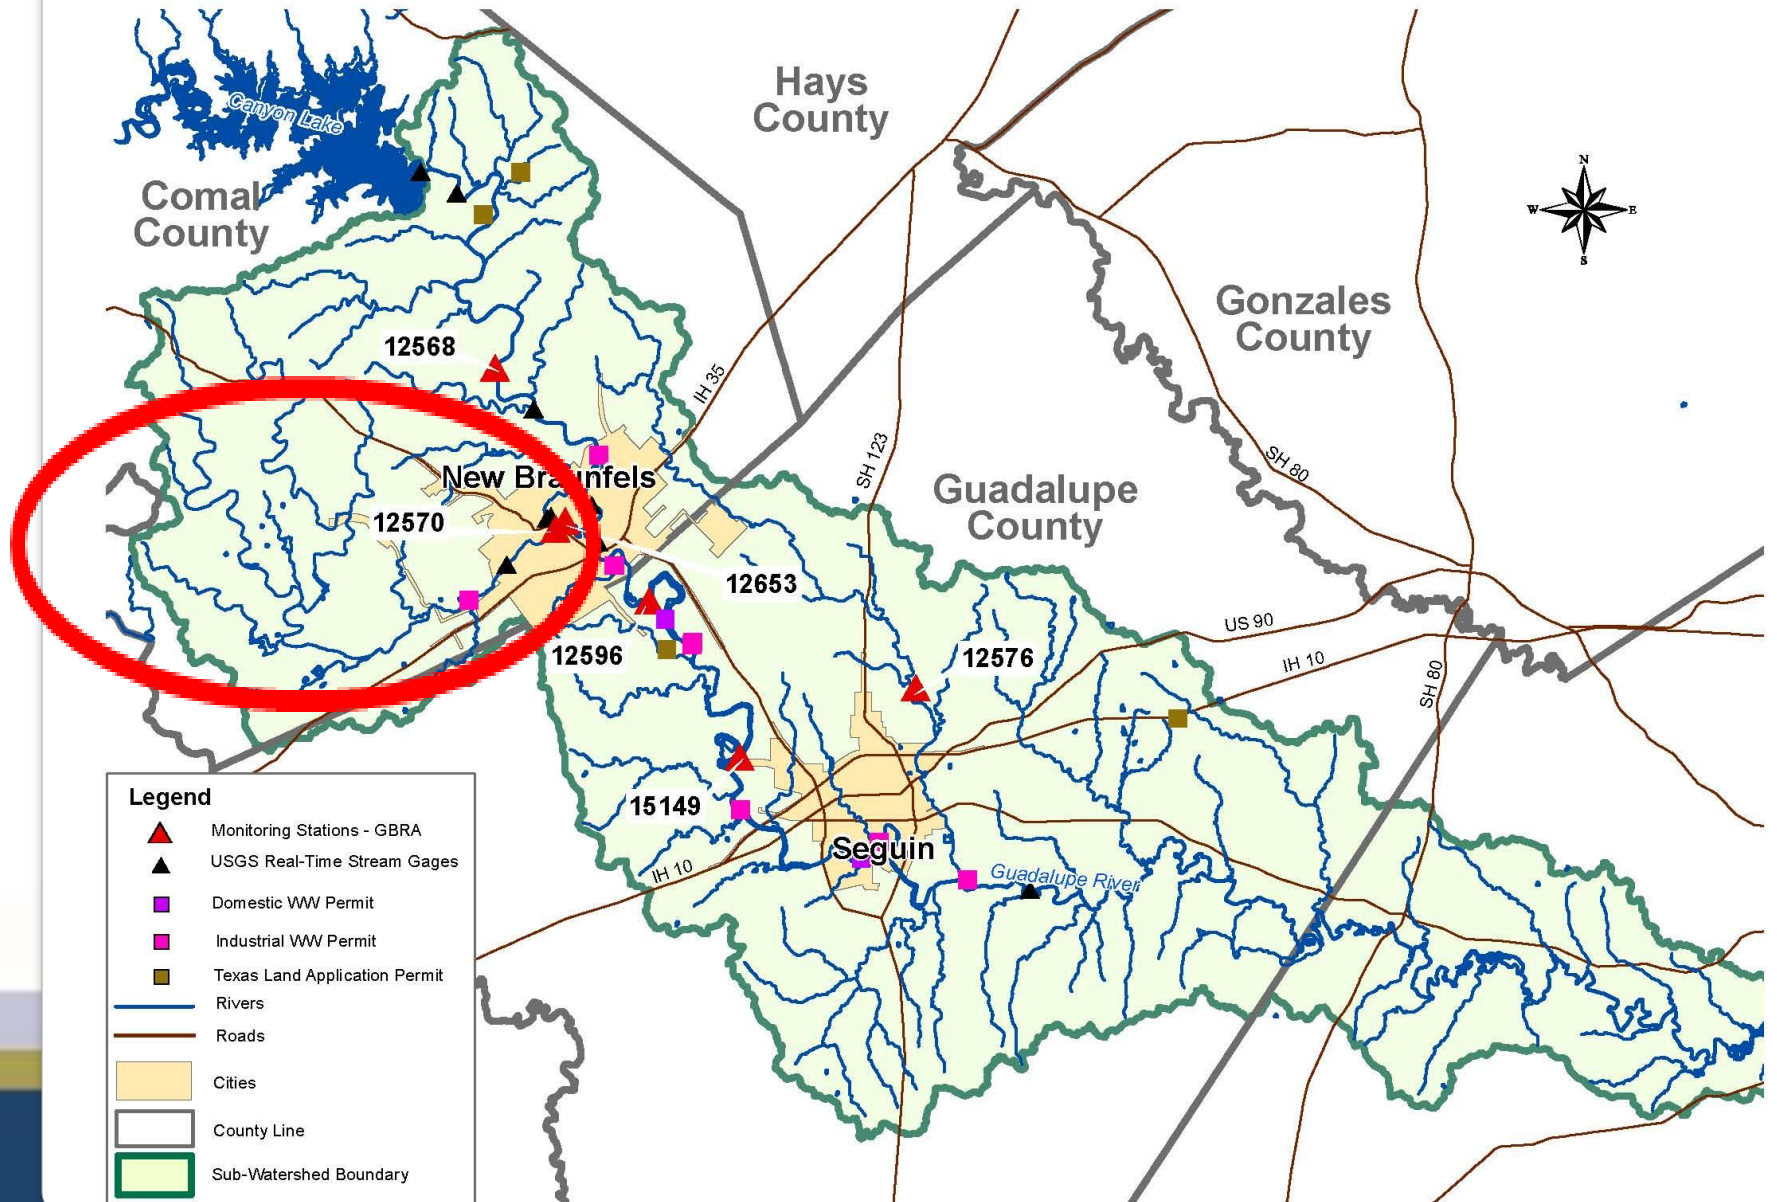 Hays
County
Canyon Lake
Comal
County
N
W
E
S
Gonzales
County
12568
IH 35
SH 123
SH 80
New Braunfels
Guadalupe
County
12570
12653
US 90
12596
12576
IH 10
SH 80
15149
Seguin
IH 10
Guadalupe River
Legend
Monitoring Stations - GBRA
USGS Real-Time Stream Gages
Domestic WW Permit
Industrial WW Permit
Texas Land Application Permit
Rivers
Roads
Cities
County Line
Sub-Watershed Boundary